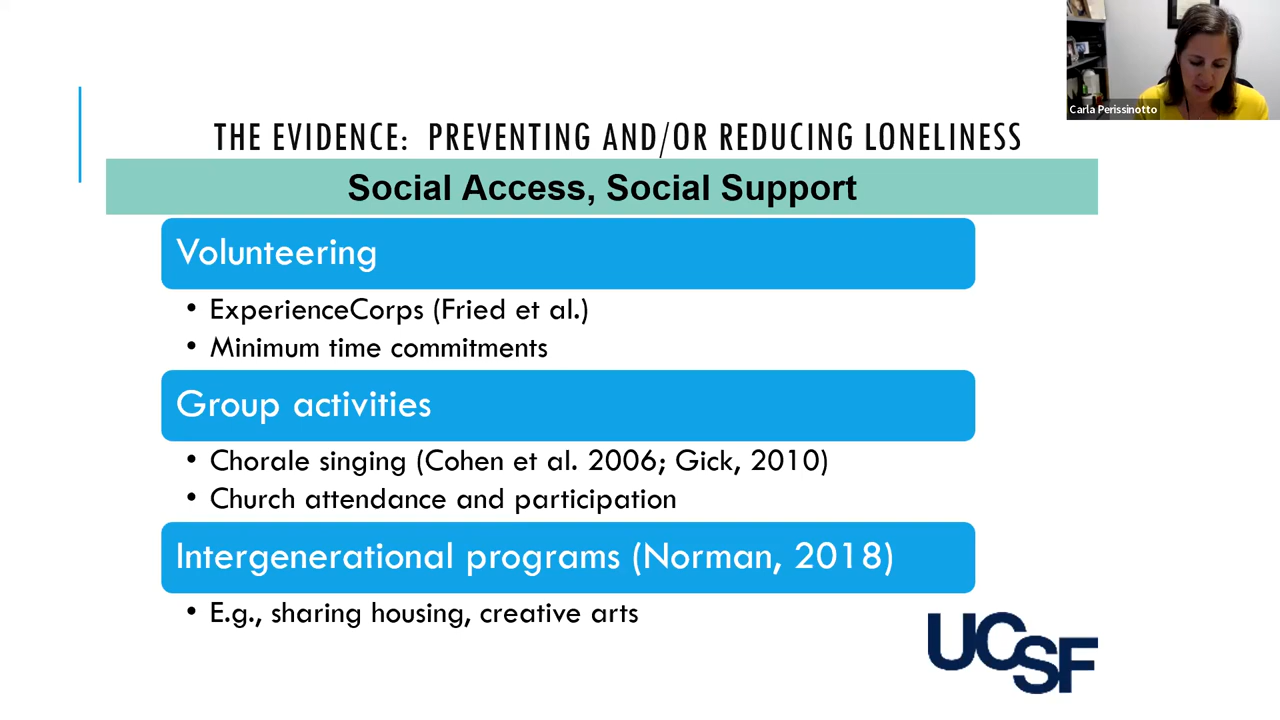 Carla Perissinotto
THE EVIDENCE: PREVENTING AND/OR REDUCING LONELINESS
Social Access, Social Support
Volunteering
• ExperienceCorps (Fried et al.)
• Minimum time commitments
Group activities
• Chorale singing (Cohen et al. 2006; Gick, 2010)
• Church attendance and participation
Intergenerational programs (Norman, 2018)
• E.g., sharing housing, creative arts
UCSF